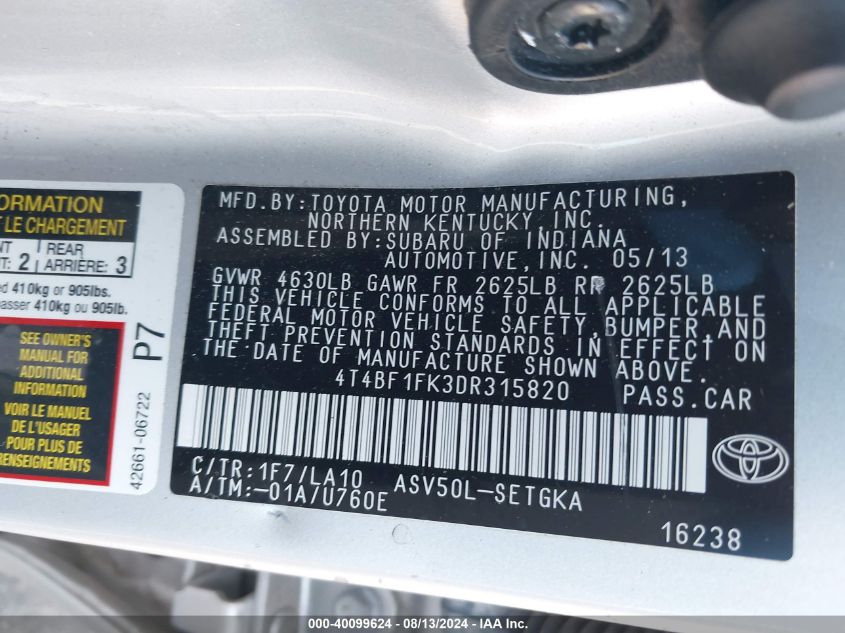 ORMATION
T LE CHARGEMENT
NT
T: 2
REAR
ARRIÈRE: 3
ed 410kg or 905lbs.
passer 410kg ou 905lb.
SEE OWNER'S
MANUAL FOR
ADDITIONAL
INFORMATION
VOIR LE MANUEL
DE L'USAGER
POUR PLUS DE
RENSEIGNEMENTS
P7
42661-06722
MFD.BY:TOYOTA MOTOR MANUFACTURING,
NORTHERN KENTUCKY,INC.
ASSEMBLED BY:SUBARU OF INDIANA
AUTOMOTIVE,INC. 05/13
GVWR 4630LB GAWR FR 2625LB RR 2625LB
THIS VEHICLE CONFORMS TO ALL APPLICABLE
FEDERAL MOTOR VEHICLE SAFETY,BUMPER,AND
THEFT PREVENTION STANDARDS IN EFFECT ON
THE DATE OF MANUFACTURE SHOWN ABOVE.
4T4BF1FK3DR315820 PASS.CAR
C/TR:1F7/LA10 ASV50L-SETGKA
A/TM:-01A/U760E
16238
000-40099624 - 08/13/2024 - IAA Inc.